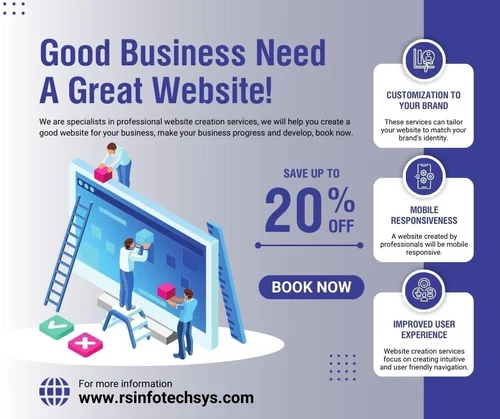 Good Business Need
A Great Website!
We are specialists in professional website creation services, we will help you create a
good website for your business, make your business progress and develop, book now.
SAVE UP TO
20% OFF
BOOK NOW
CUSTOMIZATION TO
YOUR BRAND
These services can tailor
your website to match your
brand's identity.
MOBILE
RESPONSIVENESS
A website created by
professionals will be mobile
responsive.
IMPROVED USER
EXPERIENCE
Website creation services
focus on creating intuitive
and user friendly navigation.
For more information
www.rsinfotechsys.com